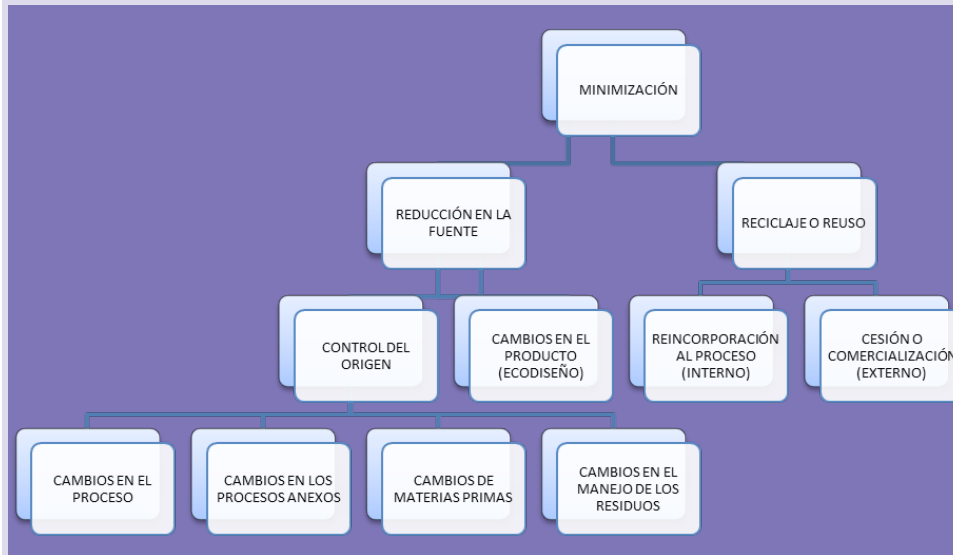 MINIMIZACIÓN
REDUCCIÓN EN LA
FUENTE
RECICLAJE O REUSO
CONTROL DEL
ORIGEN
CAMBIOS EN EL
PRODUCTO
(ECODISEÑO)
REINCORPORACIÓN
AL PROCESO
(INTERNO)
CESIÓN O
COMERCIALIZACIÓN
(EXTERNO)
CAMBIOS EN EL
PROCESO
CAMBIOS EN LOS
PROCESOS ANEXOS
CAMBIOS DE
MATERIAS PRIMAS
CAMBIOS EN EL
MANEJO DE LOS
RESIDUOS